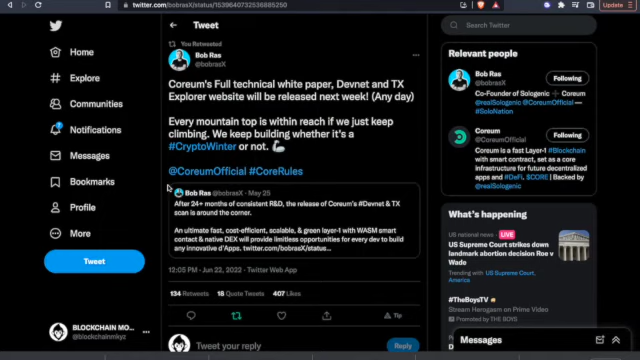 twitter.com/bobrasX/status/1539640732536885250
Update
Home
Explore
Communities
Notifications
Messages
Bookmarks
Profile
More
Tweet
BLOCKCHAIN MO...
@blockchainmkyz
Tweet
You Retweeted
Bob Ras
@bobrasX
Coreum's Full technical white paper, Devnet and TX
Explorer website will be released next week! (Any day)
Every mountain top is within reach if we just keep
climbing. We keep building whether it's a
#CryptoWinter or not.
@CoreumOfficial #CoreRules
Bob Ras @bobrasX · May 25
After 24+ months of consistent R&D, the release of Coreum's #Devnet & TX
scan is around the corner.
An ultimate fast, cost-efficient, scalable, & green layer-1 with WASM smart
contact & native DEX will provide limitless opportunities for every dev to build
any innovative d'Apps. twitter.com/bobrasX/status...
12:05 PM · Jun 22, 2022 · Twitter Web App
134 Retweets 18 Quote Tweets 407 Likes
Tip
Tweet your reply
Reply
Search Twitter
Relevant people
Bob Ras
@bobrasX
Following
Co-Founder of Sologenic + Coreum
@realSologenic @CoreumOfficial —
#SoloNation
Coreum
@CoreumOfficial
Following
Coreum is a fast Layer-1 #Blockchain
with smart contract, set as a core
infrastructure for future decentralized
applications and #DeFi, $CORE | Backed
by @realSologenic
What's happening
US national news · LIVE
US Supreme Court strikes down
landmark abortion decision Roe v
Wade
Trending with US Supreme Court,
America
#TheBoysTV
Stream Herogasm on Prime Video
Promoted by THE BOYS
Messages